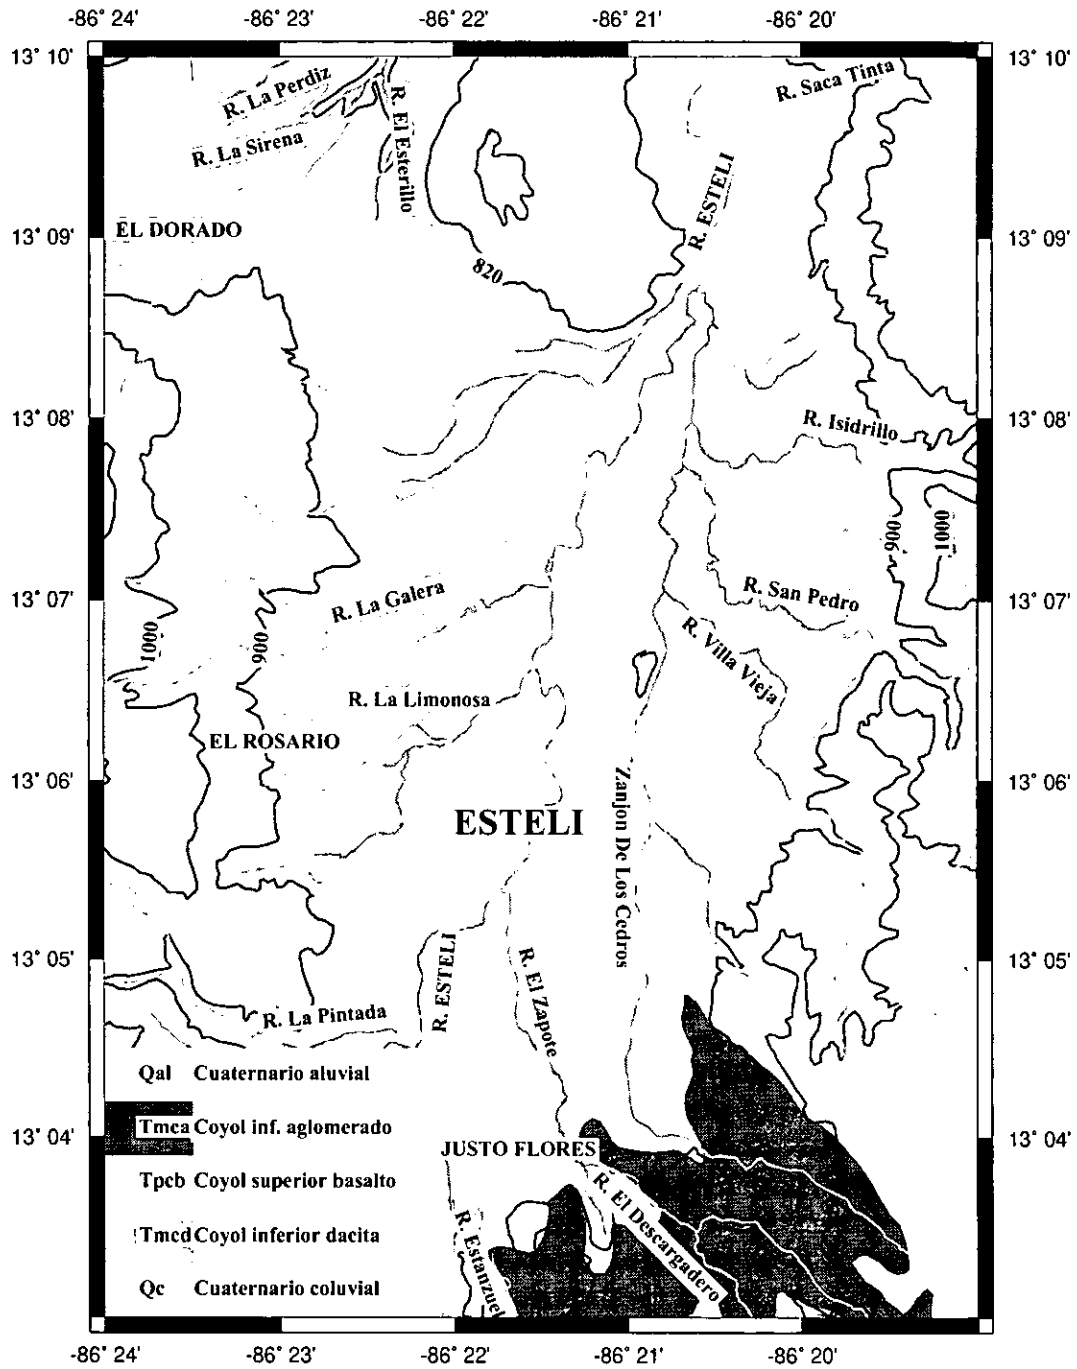 -86° 24' -86° 23' -86° 22' -86° 21' -86° 20'
13° 10' 13° 10'
R. La Perdiz
R. Saca Tinta
R. La Sirena
R. El Esterillo
R. ESTELI
EL DORADO
13° 09' 13° 09'
820
13° 08' 13° 08'
R. Isidrillo
900
1000
13° 07' 13° 07'
R. La Galera
R. San Pedro
1000
900
R. Villa Vieja
R. La Limonosa
EL ROSARIO
13° 06' 13° 06'
ESTELI
Zanjon De Los Cedros
13° 05' 13° 05'
R. ESTELI
R. El Zapote
R. La Pintada
Qal Cuaternario aluvial
Tmca Coyol inf. aglomerado
13° 04' 13° 04'
JUSTO FLORES
Tpcb Coyol superior basalto
R. El Descargadero
Tmcd Coyol inferior dacita
R. Estanzuel
Qc Cuaternario coluvial
-86° 24' -86° 23' -86° 22' -86° 21' -86° 20'